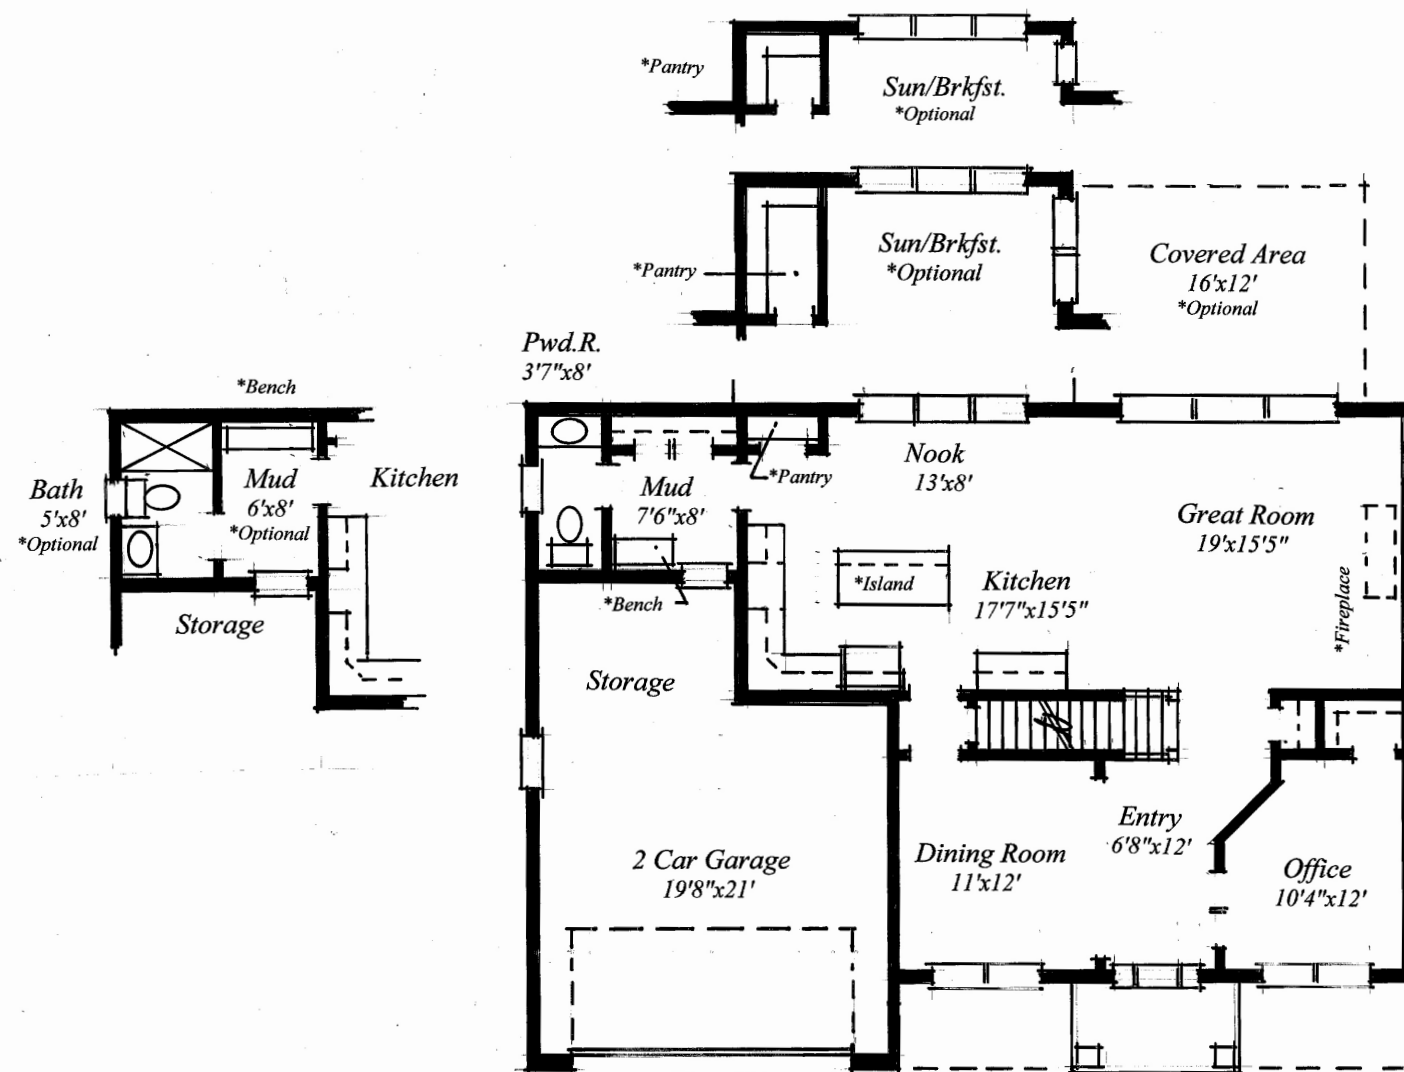 *Pantry
Sun/Brkfst.
*Optional
Sun/Brkfst.
*Optional
*Pantry
Covered Area
16'x12'
*Optional
Pwd.R.
3'7"x8'
*Bench
Bath
5'x8'
*Optional
Mud
6'x8'
*Optional
Kitchen
Storage
Mud
7'6"x8'
*Pantry
Nook
13'x8'
Great Room
19'x15'5"
*Island
Kitchen
17'7"x15'5"
*Fireplace
*Bench
Storage
2 Car Garage
19'8"x21'
Dining Room
11'x12'
Entry
6'8"x12'
Office
10'4"x12'